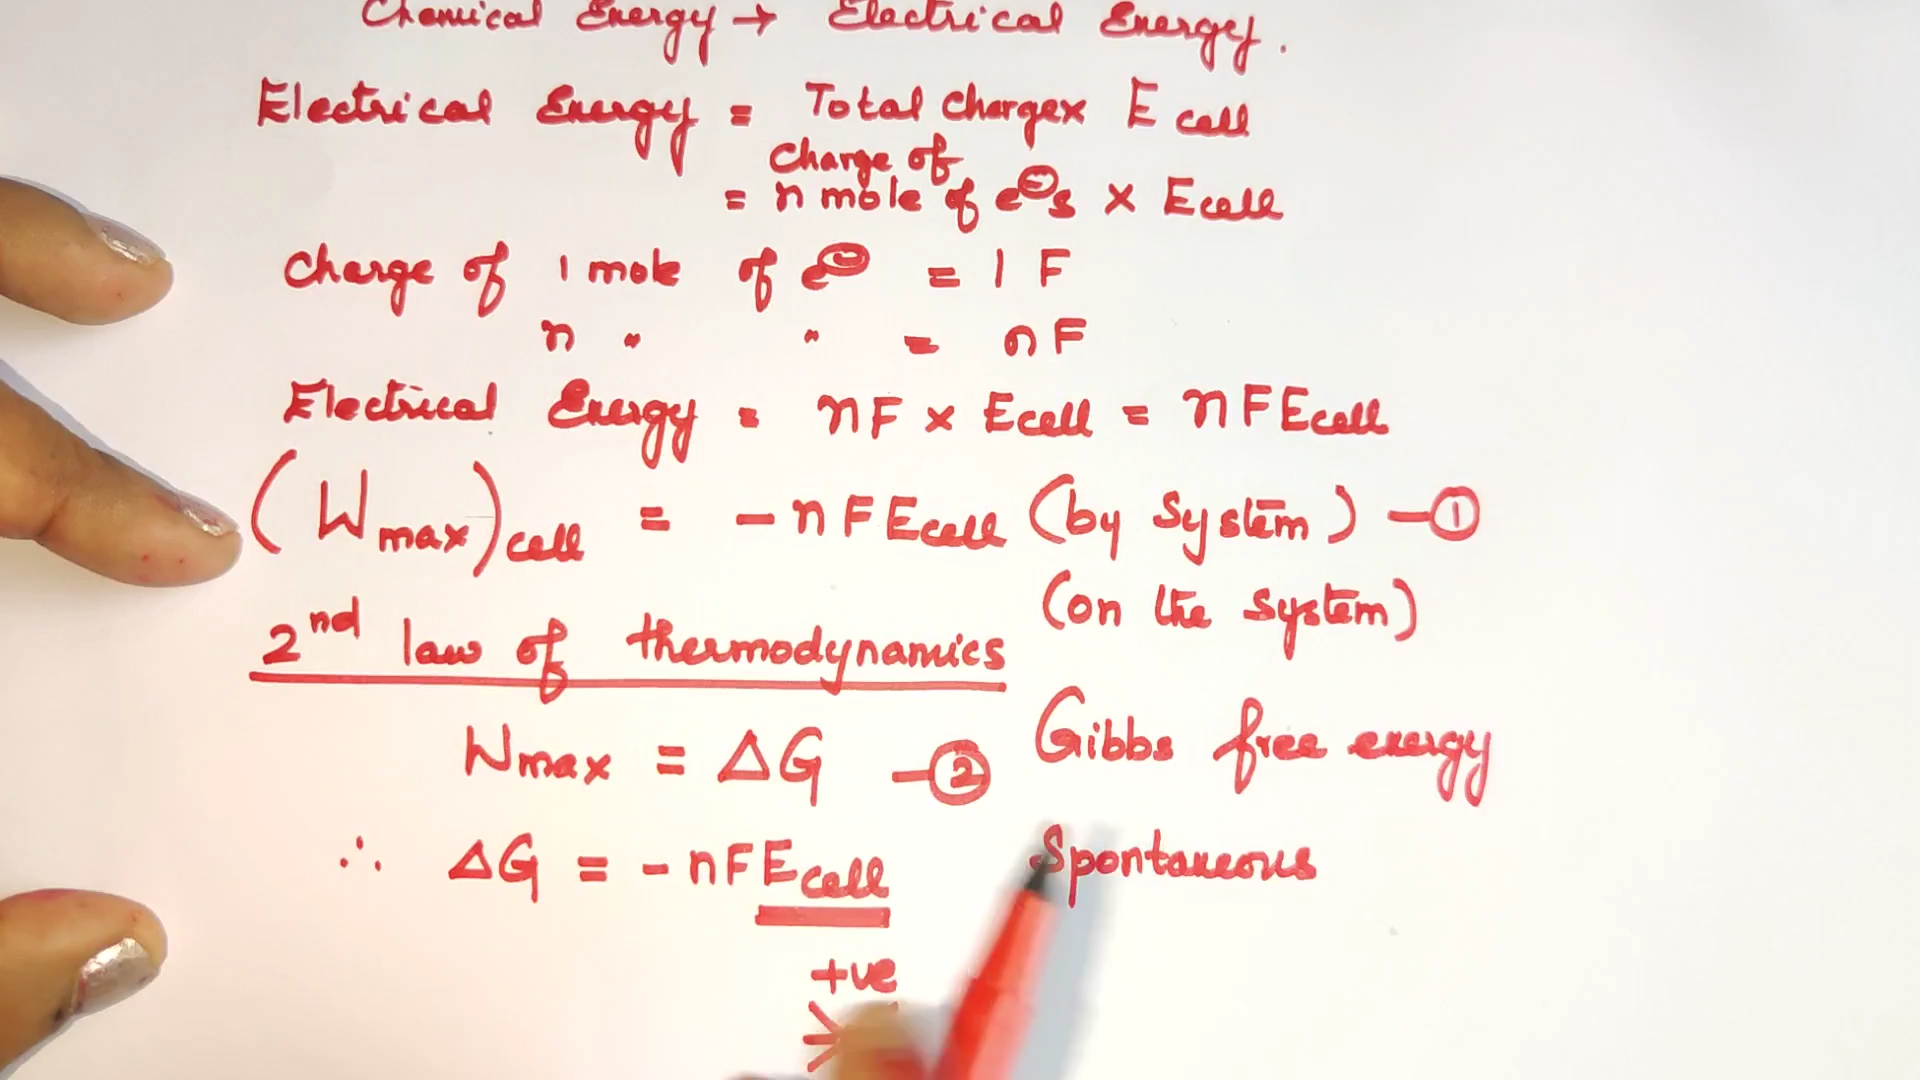 Chemical Energy → Electrical Energy.
Electrical Energy = Total charge x E cell
charge of
= n mole of e⊖s × Ecell
charge of 1 mole of e⊖ = 1 F
n " " = nF
Electrical Energy = nF × Ecell = nFEcell
(Wmax)cell = - nFEcell (by system) -①
(on the system)
2nd law of thermodynamics
Wmax = ΔG -② Gibbs free energy
∴ ΔG = - nFEcell Spontaneous
+ve